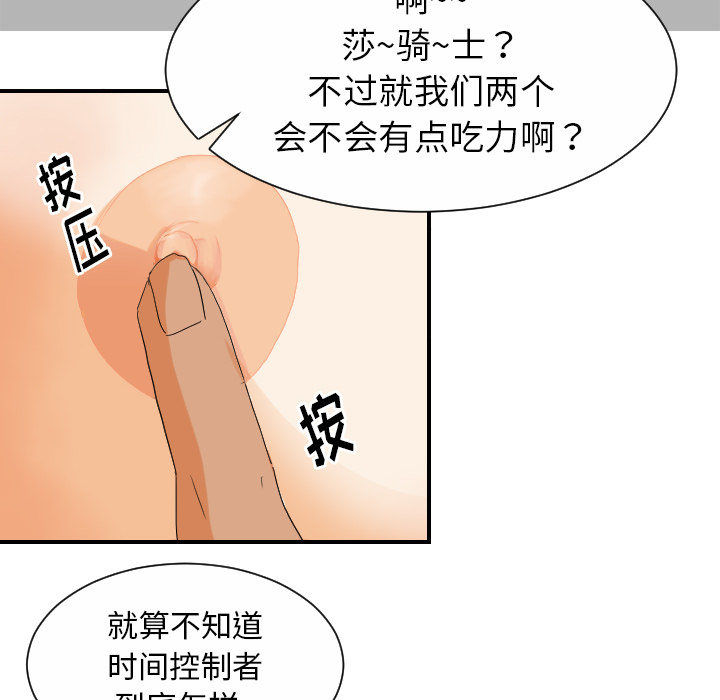 啊~~
莎~骑~士？
不过就我们两个
会不会有点吃力啊？
按
压
按
就算不知道
时间控制者